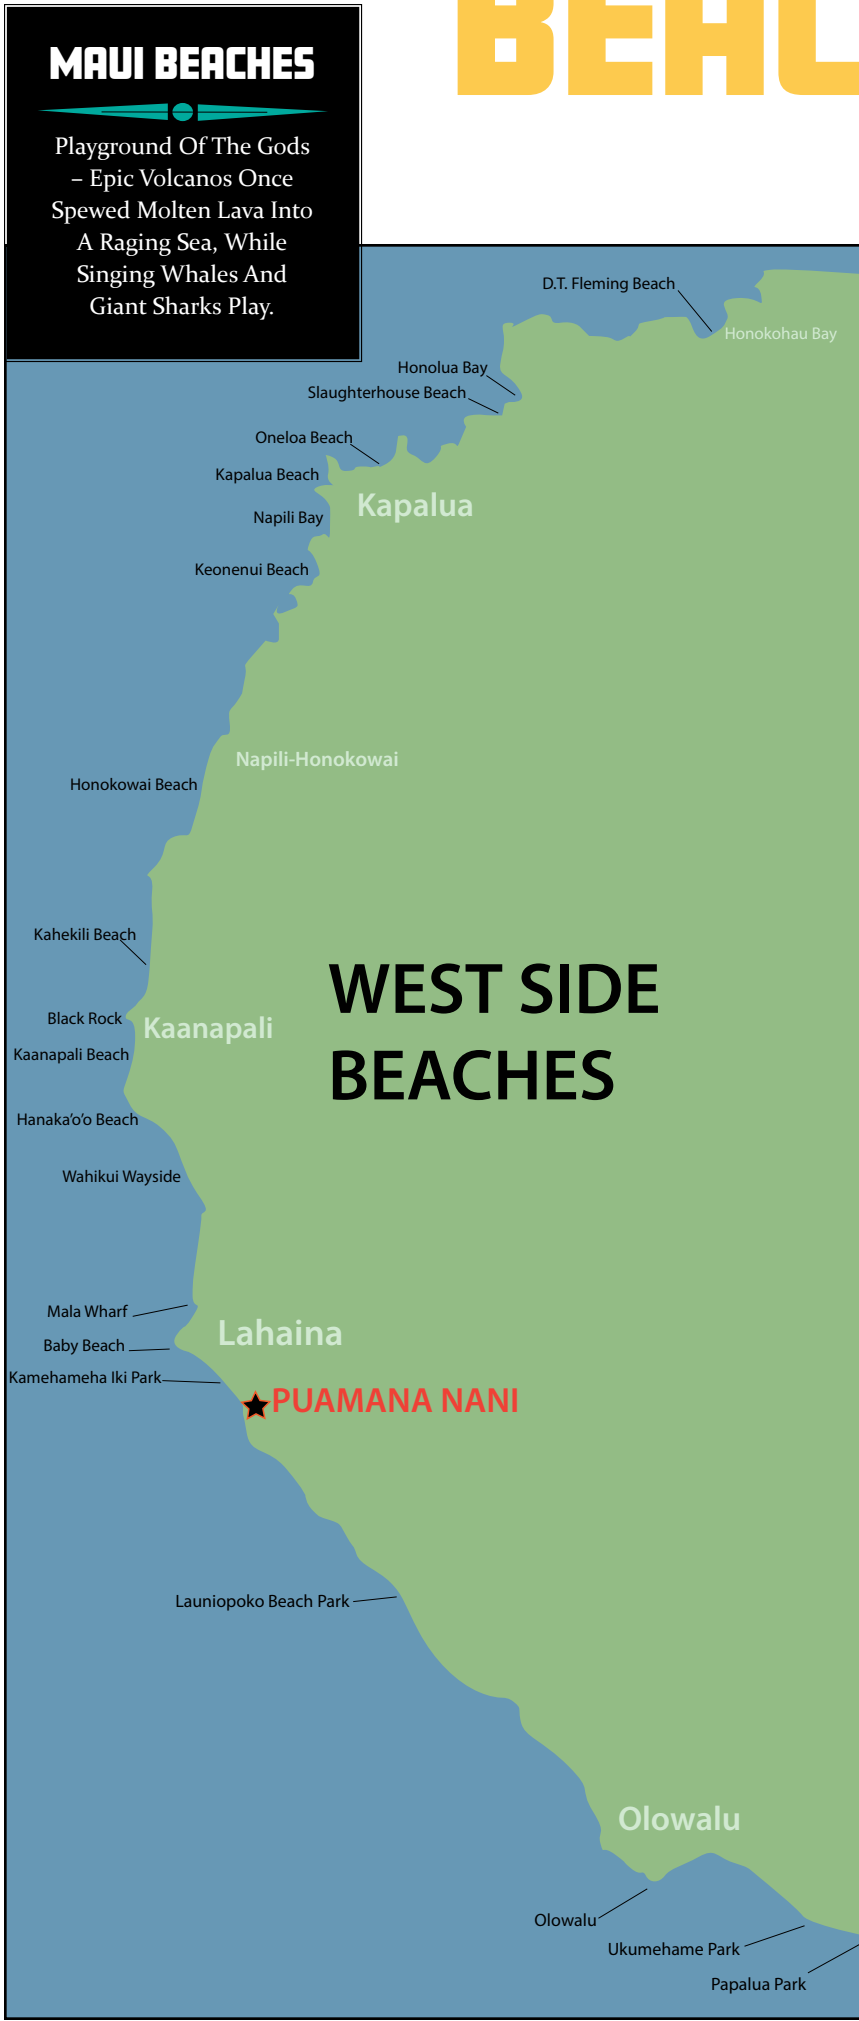 BEAC
MAUI BEACHES
Playground Of The Gods
– Epic Volcanos Once
Spewed Molten Lava Into
A Raging Sea, While
Singing Whales And
Giant Sharks Play.
D.T. Fleming Beach
Honokohau Bay
Honolua Bay
Slaughterhouse Beach
Oneloa Beach
Kapalua Beach
Kapalua
Napili Bay
Keonenui Beach
Napili-Honokowai
Honokowai Beach
Kahekili Beach
WEST SIDE
BEACHES
Black Rock
Kaanapali
Kaanapali Beach
Hanaka’o’o Beach
Wahikui Wayside
Mala Wharf
Lahaina
Baby Beach
Kamehameha Iki Park
PUAMANA NANI
Launiopoko Beach Park
Olowalu
Olowalu
Ukumehame Park
Papalua Park